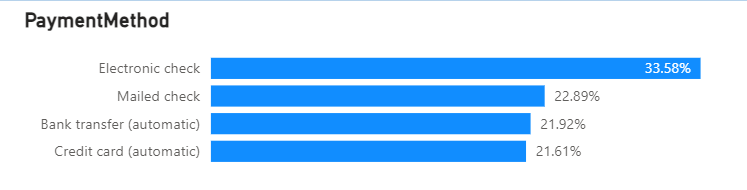 PaymentMethod
Electronic check 33.58%
Mailed check 22.89%
Bank transfer (automatic) 21.92%
Credit card (automatic) 21.61%